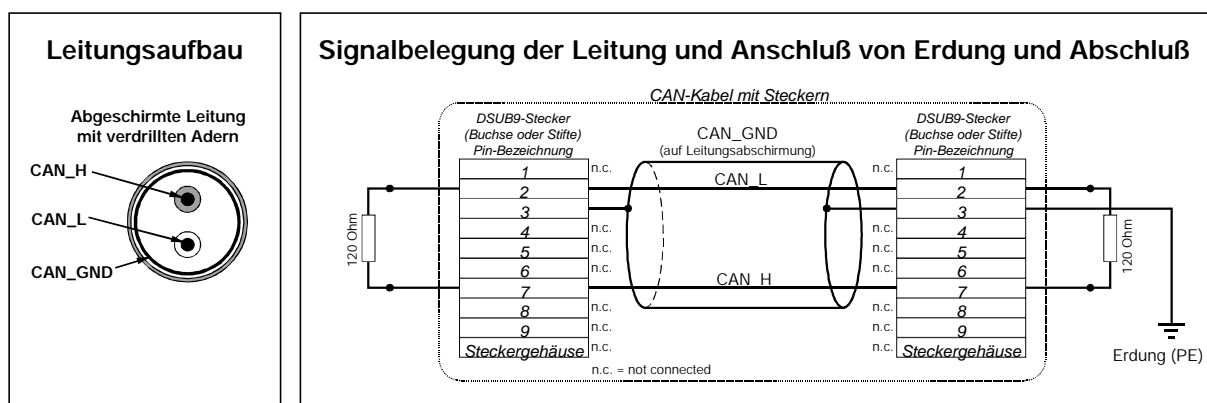 Leitungsaufbau
Abgeschirmte Leitung
mit verdrillten Adern
CAN_H
CAN_L
CAN_GND
Signalbelegung der Leitung und Anschluß von Erdung und Abschluß
CAN-Kabel mit Steckern
DSUB9-Stecker
(Buchse oder Stifte)
Pin-Bezeichnung
CAN_GND
(auf Leitungsabschirmung)
DSUB9-Stecker
(Buchse oder Stifte)
Pin-Bezeichnung
1 n.c. n.c. 1
2 CAN_L 2
3 3
4 n.c. n.c. 4
5 n.c. n.c. 5
6 n.c. n.c. 6
7 CAN_H 7
8 n.c. n.c. 8
9 n.c. n.c. 9
Steckergehäuse n.c. n.c. Steckergehäuse
120 Ohm
120 Ohm
n.c. = not connected
Erdung (PE)